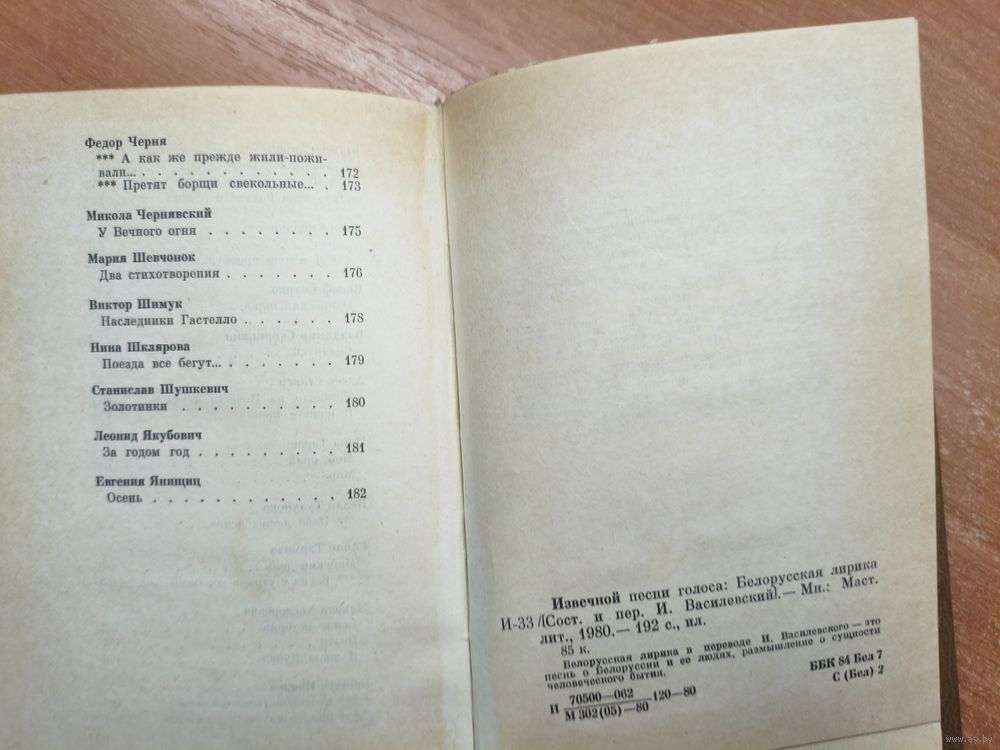 Федор Черня
*** А как же прежде жили-пожи-
вали... . . . . . . . . . . . . 172
*** Претят борщи свекольные... . 173
Микола Чернявский
У Вечного огня . . . . . . . . 175
Мария Шевчонок
Два стихотворения . . . . . . . 176
Виктор Шимук
Наследники Гастелло . . . . . . 178
Нина Шклярова
Поезда все бегут... . . . . . . . 179
Станислав Шушкевич
Золотинки . . . . . . . . . . 180
Леонид Якубович
За годом год . . . . . . . . . 181
Евгения Янищиц
Осень . . . . . . . . . . . . 182
Извечной песни голоса: Белорусская лирика
И-33 /[Сост. и пер. И. Василевский].— Мн.: Маст.
лит., 1980.— 192 с., ил.
85 к.
Белорусская лирика в переводе И. Василевского — это
песнь о Белоруссии и ее людях, размышление о сущности
человеческого бытия.
И 70500—062 120—80
М 302(05)—80
ББК 84 Бел 7
С (Бел) 2
www.ay.by